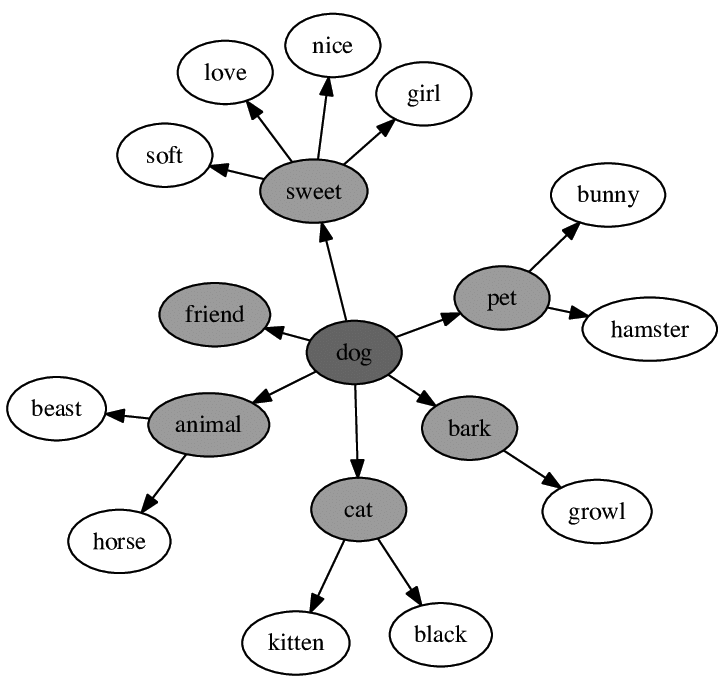 nice
love
girl
soft
sweet
bunny
pet
friend
hamster
dog
beast
animal
bark
cat
growl
horse
kitten
black